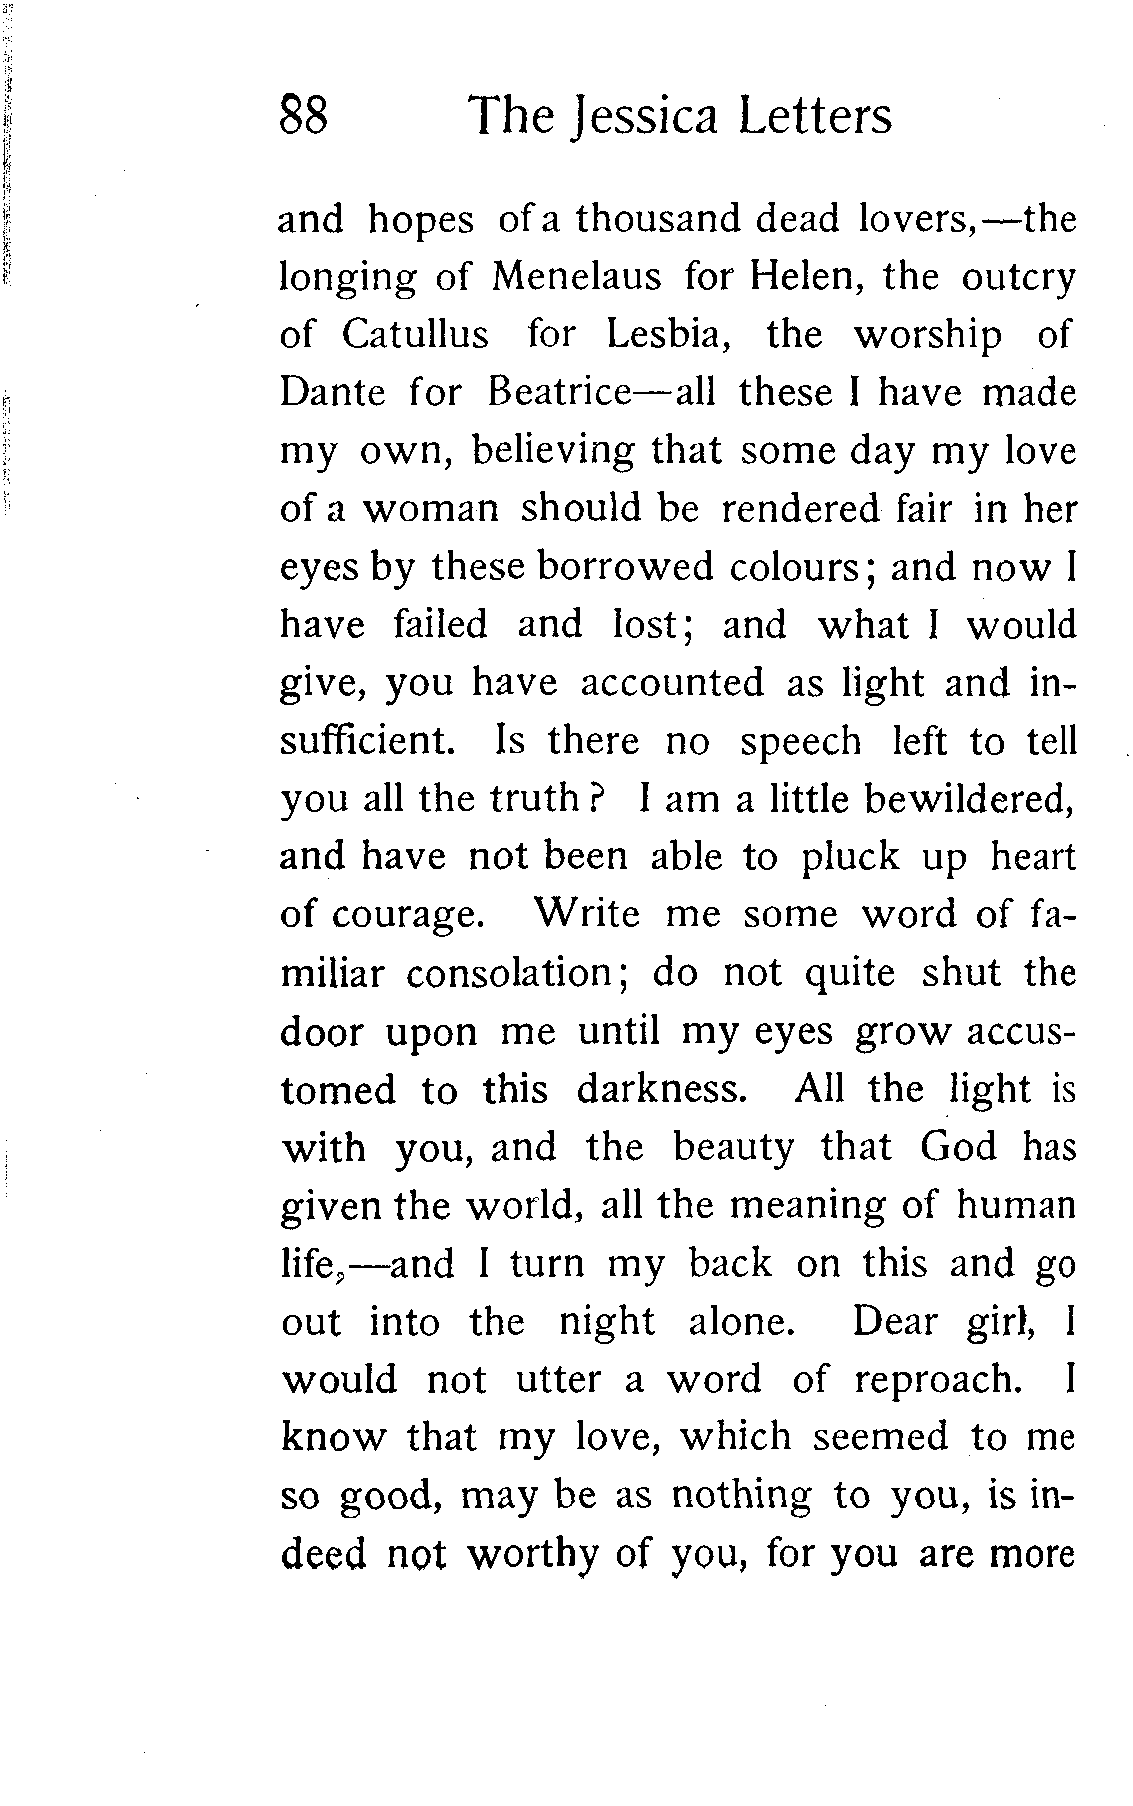 88 The Jessica Letters
and hopes of a thousand dead lovers,—the
longing of Menelaus for Helen, the outcry
of Catullus for Lesbia, the worship of
Dante for Beatrice—all these I have made
my own, believing that some day my love
of a woman should be rendered fair in her
eyes by these borrowed colours; and now I
have failed and lost; and what I would
give, you have accounted as light and in-
sufficient. Is there no speech left to tell
you all the truth? I am a little bewildered,
and have not been able to pluck up heart
of courage. Write me some word of fa-
miliar consolation; do not quite shut the
door upon me until my eyes grow accus-
tomed to this darkness. All the light is
with you, and the beauty that God has
given the world, all the meaning of human
life,—and I turn my back on this and go
out into the night alone. Dear girl, I
would not utter a word of reproach. I
know that my love, which seemed to me
so good, may be as nothing to you, is in-
deed not worthy of you, for you are more